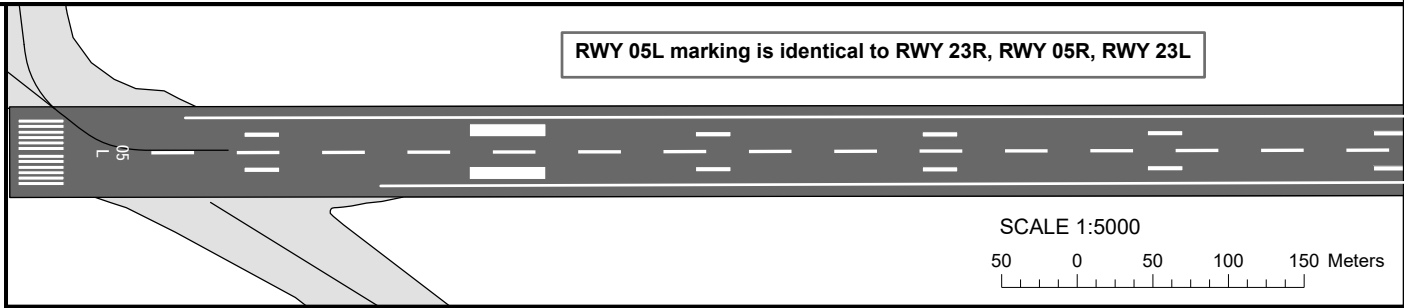 RWY 05L marking is identical to RWY 23R, RWY 05R, RWY 23L
05
L
SCALE 1:5000
50 0 50 100 150 Meters